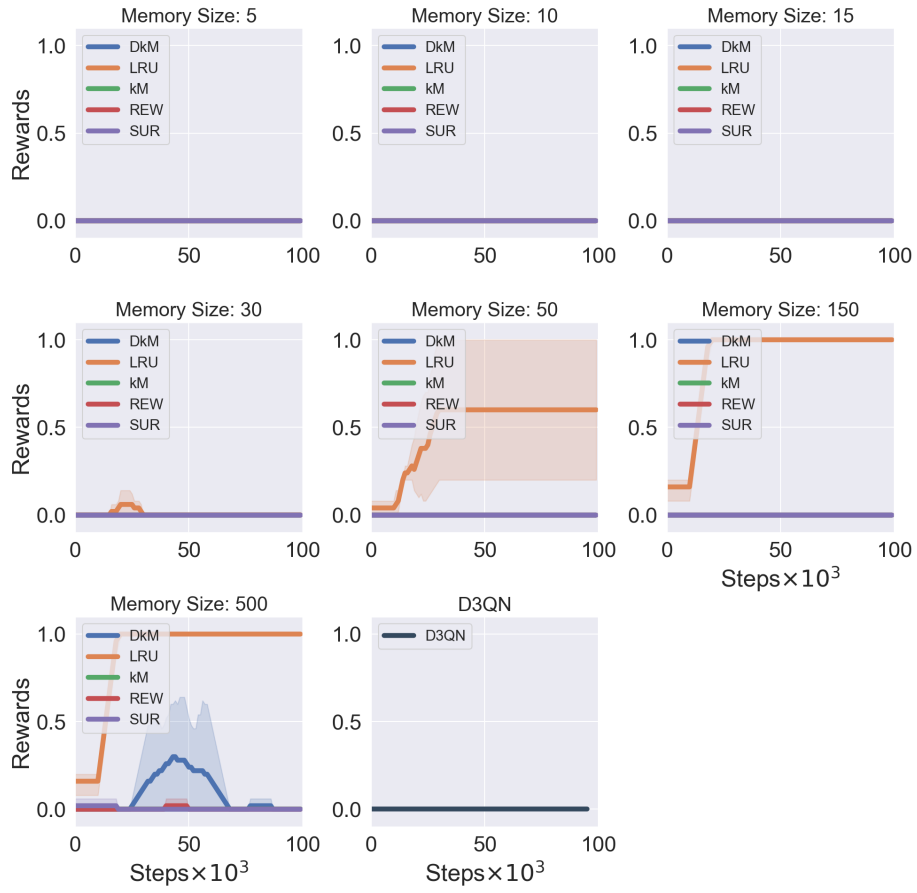 Memory Size: 5
Rewards
1.0
0.5
0.0
DkM
LRU
kM
REW
SUR
0
50
100
Memory Size: 10
1.0
0.5
0.0
DkM
LRU
kM
REW
SUR
0
50
100
Memory Size: 15
1.0
0.5
0.0
DkM
LRU
kM
REW
SUR
0
50
100
Memory Size: 30
Rewards
1.0
0.5
0.0
DkM
LRU
kM
REW
SUR
0
50
100
Memory Size: 50
1.0
0.5
0.0
DkM
LRU
kM
REW
SUR
0
50
100
Memory Size: 150
1.0
0.5
0.0
DkM
LRU
kM
REW
SUR
0
50
100
Steps×10³
Memory Size: 500
Rewards
1.0
0.5
0.0
DkM
LRU
kM
REW
SUR
0
50
100
Steps×10³
D3QN
1.0
0.5
0.0
D3QN
0
50
100
Steps×10³